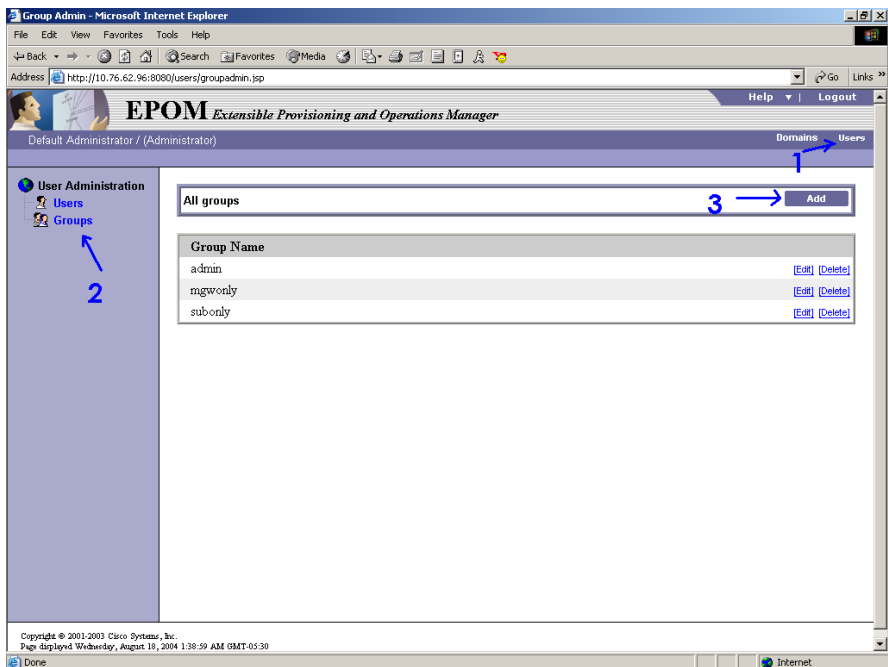 Group Admin - Microsoft Internet Explorer
File Edit View Favorites Tools Help
Back Search Favorites Media
Address http://10.76.62.96:8080/users/groupadmin.jsp Go Links »
Help | Logout
EPOM Extensible Provisioning and Operations Manager
Default Administrator / (Administrator) Domains Users
1
User Administration
Users
Groups
2
All groups 3 Add
Group Name
admin [Edit] [Delete]
mgwonly [Edit] [Delete]
subonly [Edit] [Delete]
Copyright © 2001-2003 Cisco Systems, Inc.
Page displayed Wednesday, August 18, 2004 1:38:59 AM GMT-05:30
Done Internet